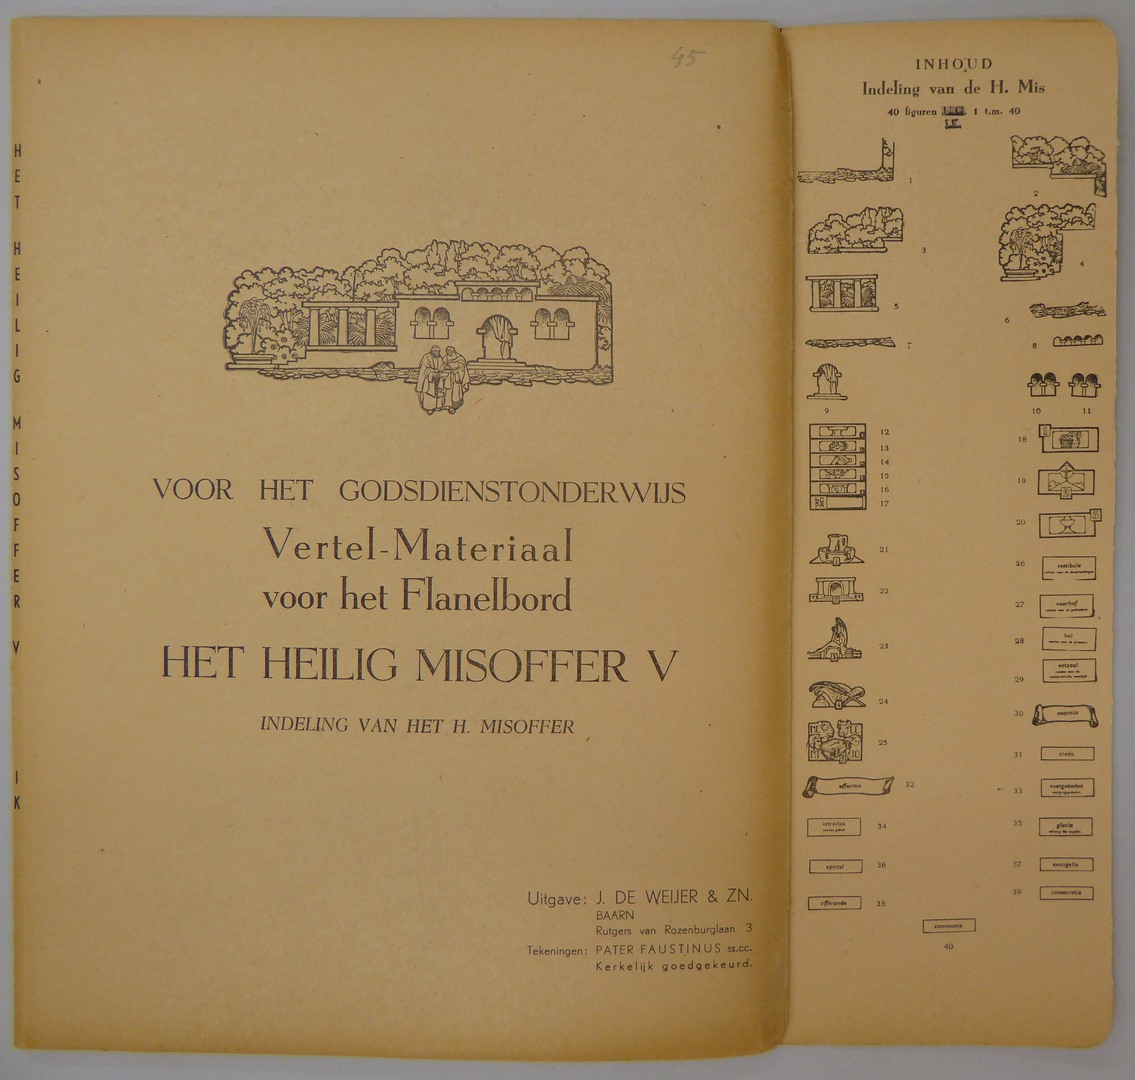 45
HET HEILIG MISOFFER V IK
VOOR HET GODSDIENSTONDERWIJS
Vertel-Materiaal
voor het Flanelbord
HET HEILIG MISOFFER V
INDELING VAN HET H. MISOFFER
Uitgave: J. DE WEIJER & ZN.
BAARN
Rutgers van Rozenburglaan 3
Tekeningen: PATER FAUSTINUS ss.cc.
Kerkelijk goedgekeurd.
INHOUD
Indeling van de H. Mis
40 figuren 1 t.m. 40
I.K.
1
2
3
4
5
6
7
8
9
10 11
12
13
14
15
16
17
18
19
20
21
22
23
24
25
26 vestibule
27 voorhof
28 hal
29 eetzaal
30 voormis
31 credo
offermis 32
33 voetgebeden
introitus 34
35 gloria
epistel 36
37 evangelie
offerande 38
39 consecratie
communie
40